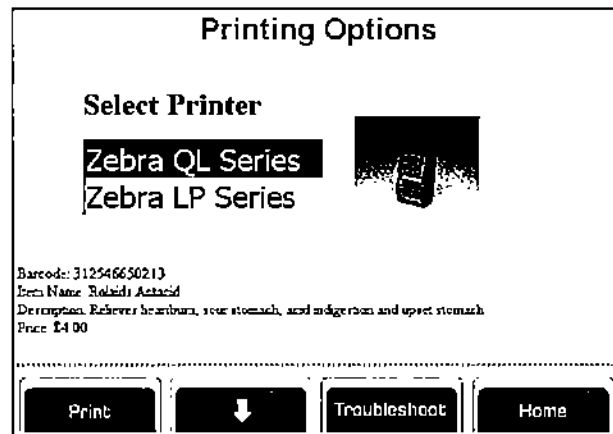 Printing Options
Select Printer
Zebra QL Series
Zebra LP Series
Barcode: 312546650213
Item Name: Rolaids Antacid
Description: Relieves heartburn, sour stomach, acid indigestion and upset stomach
Price: £4.00
Print
Troubleshoot
Home